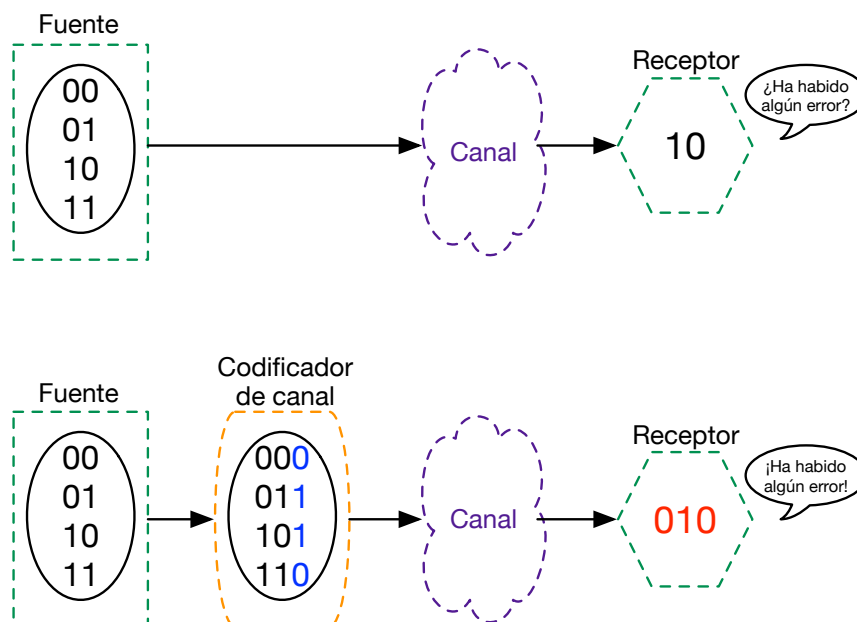 Fuente
00
01
10
11
Canal
Receptor
10
¿Ha habido
algún error?
Fuente
00
01
10
11
Codificador
de canal
000
011
101
110
Canal
Receptor
010
¡Ha habido
algún error!